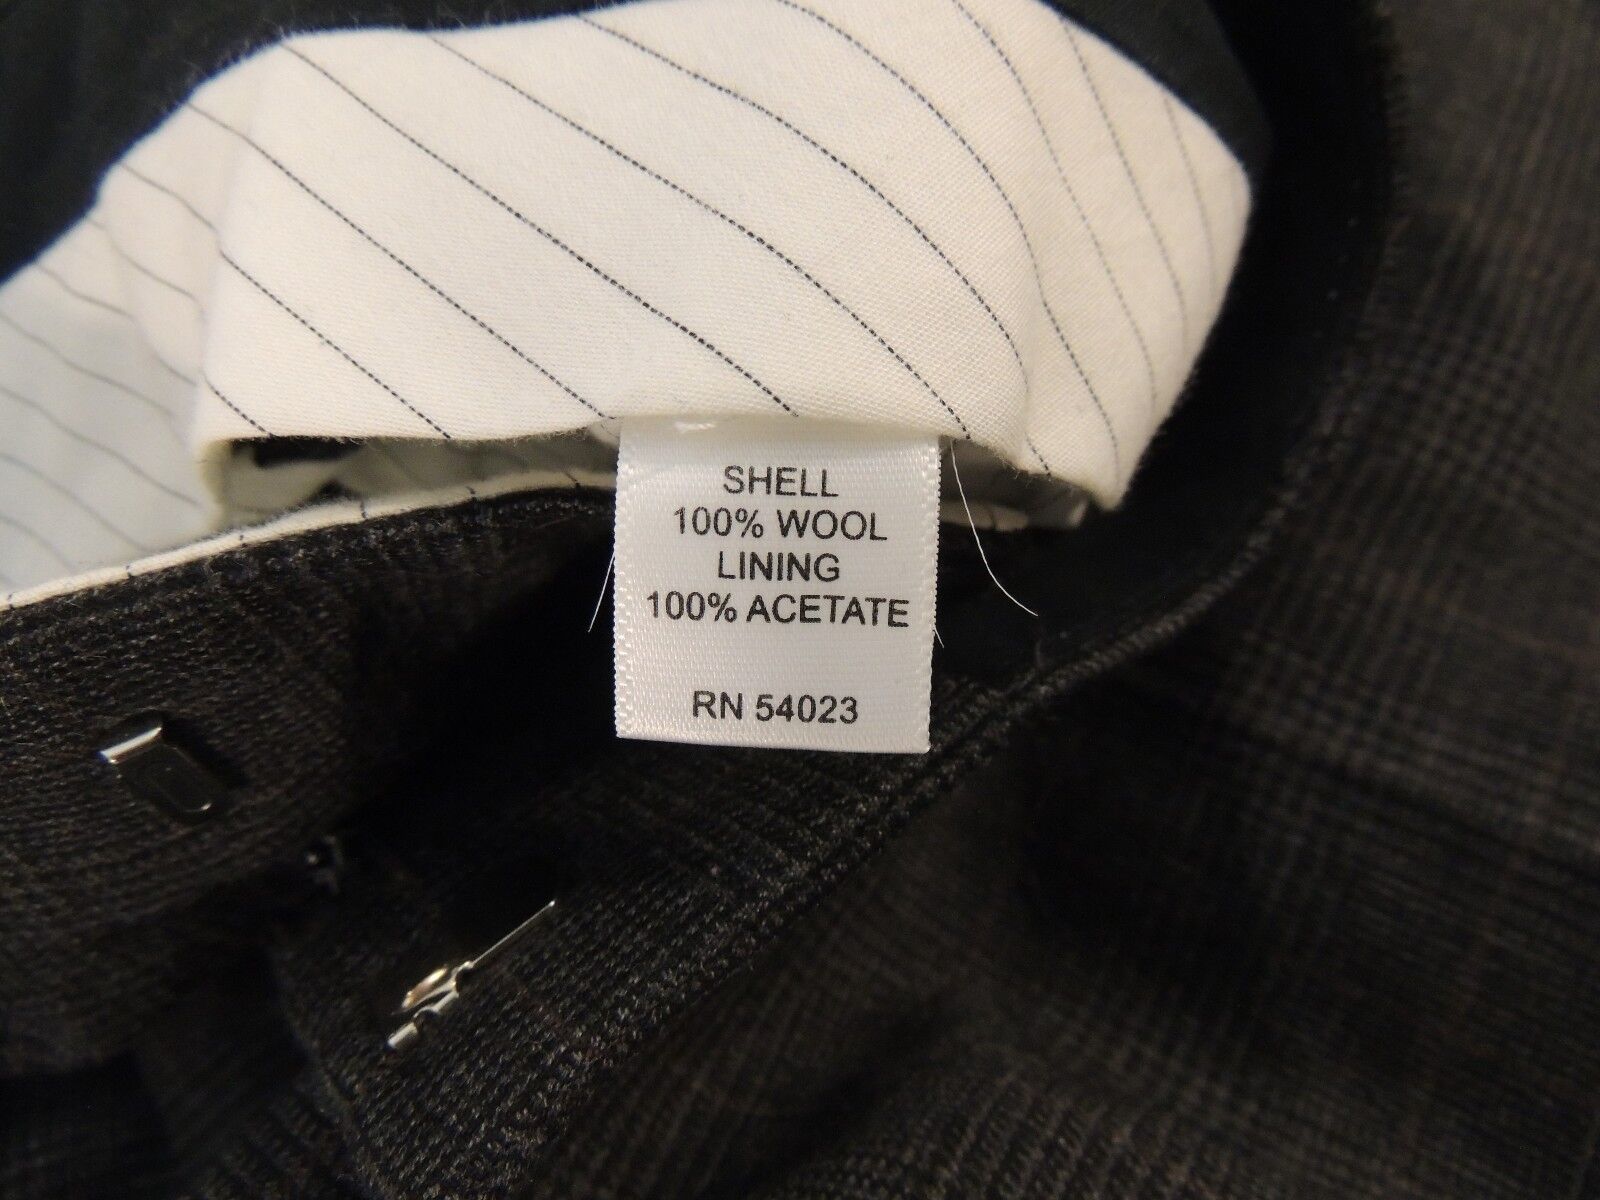 SHELL
100% WOOL
LINING
100% ACETATE
RN 54023